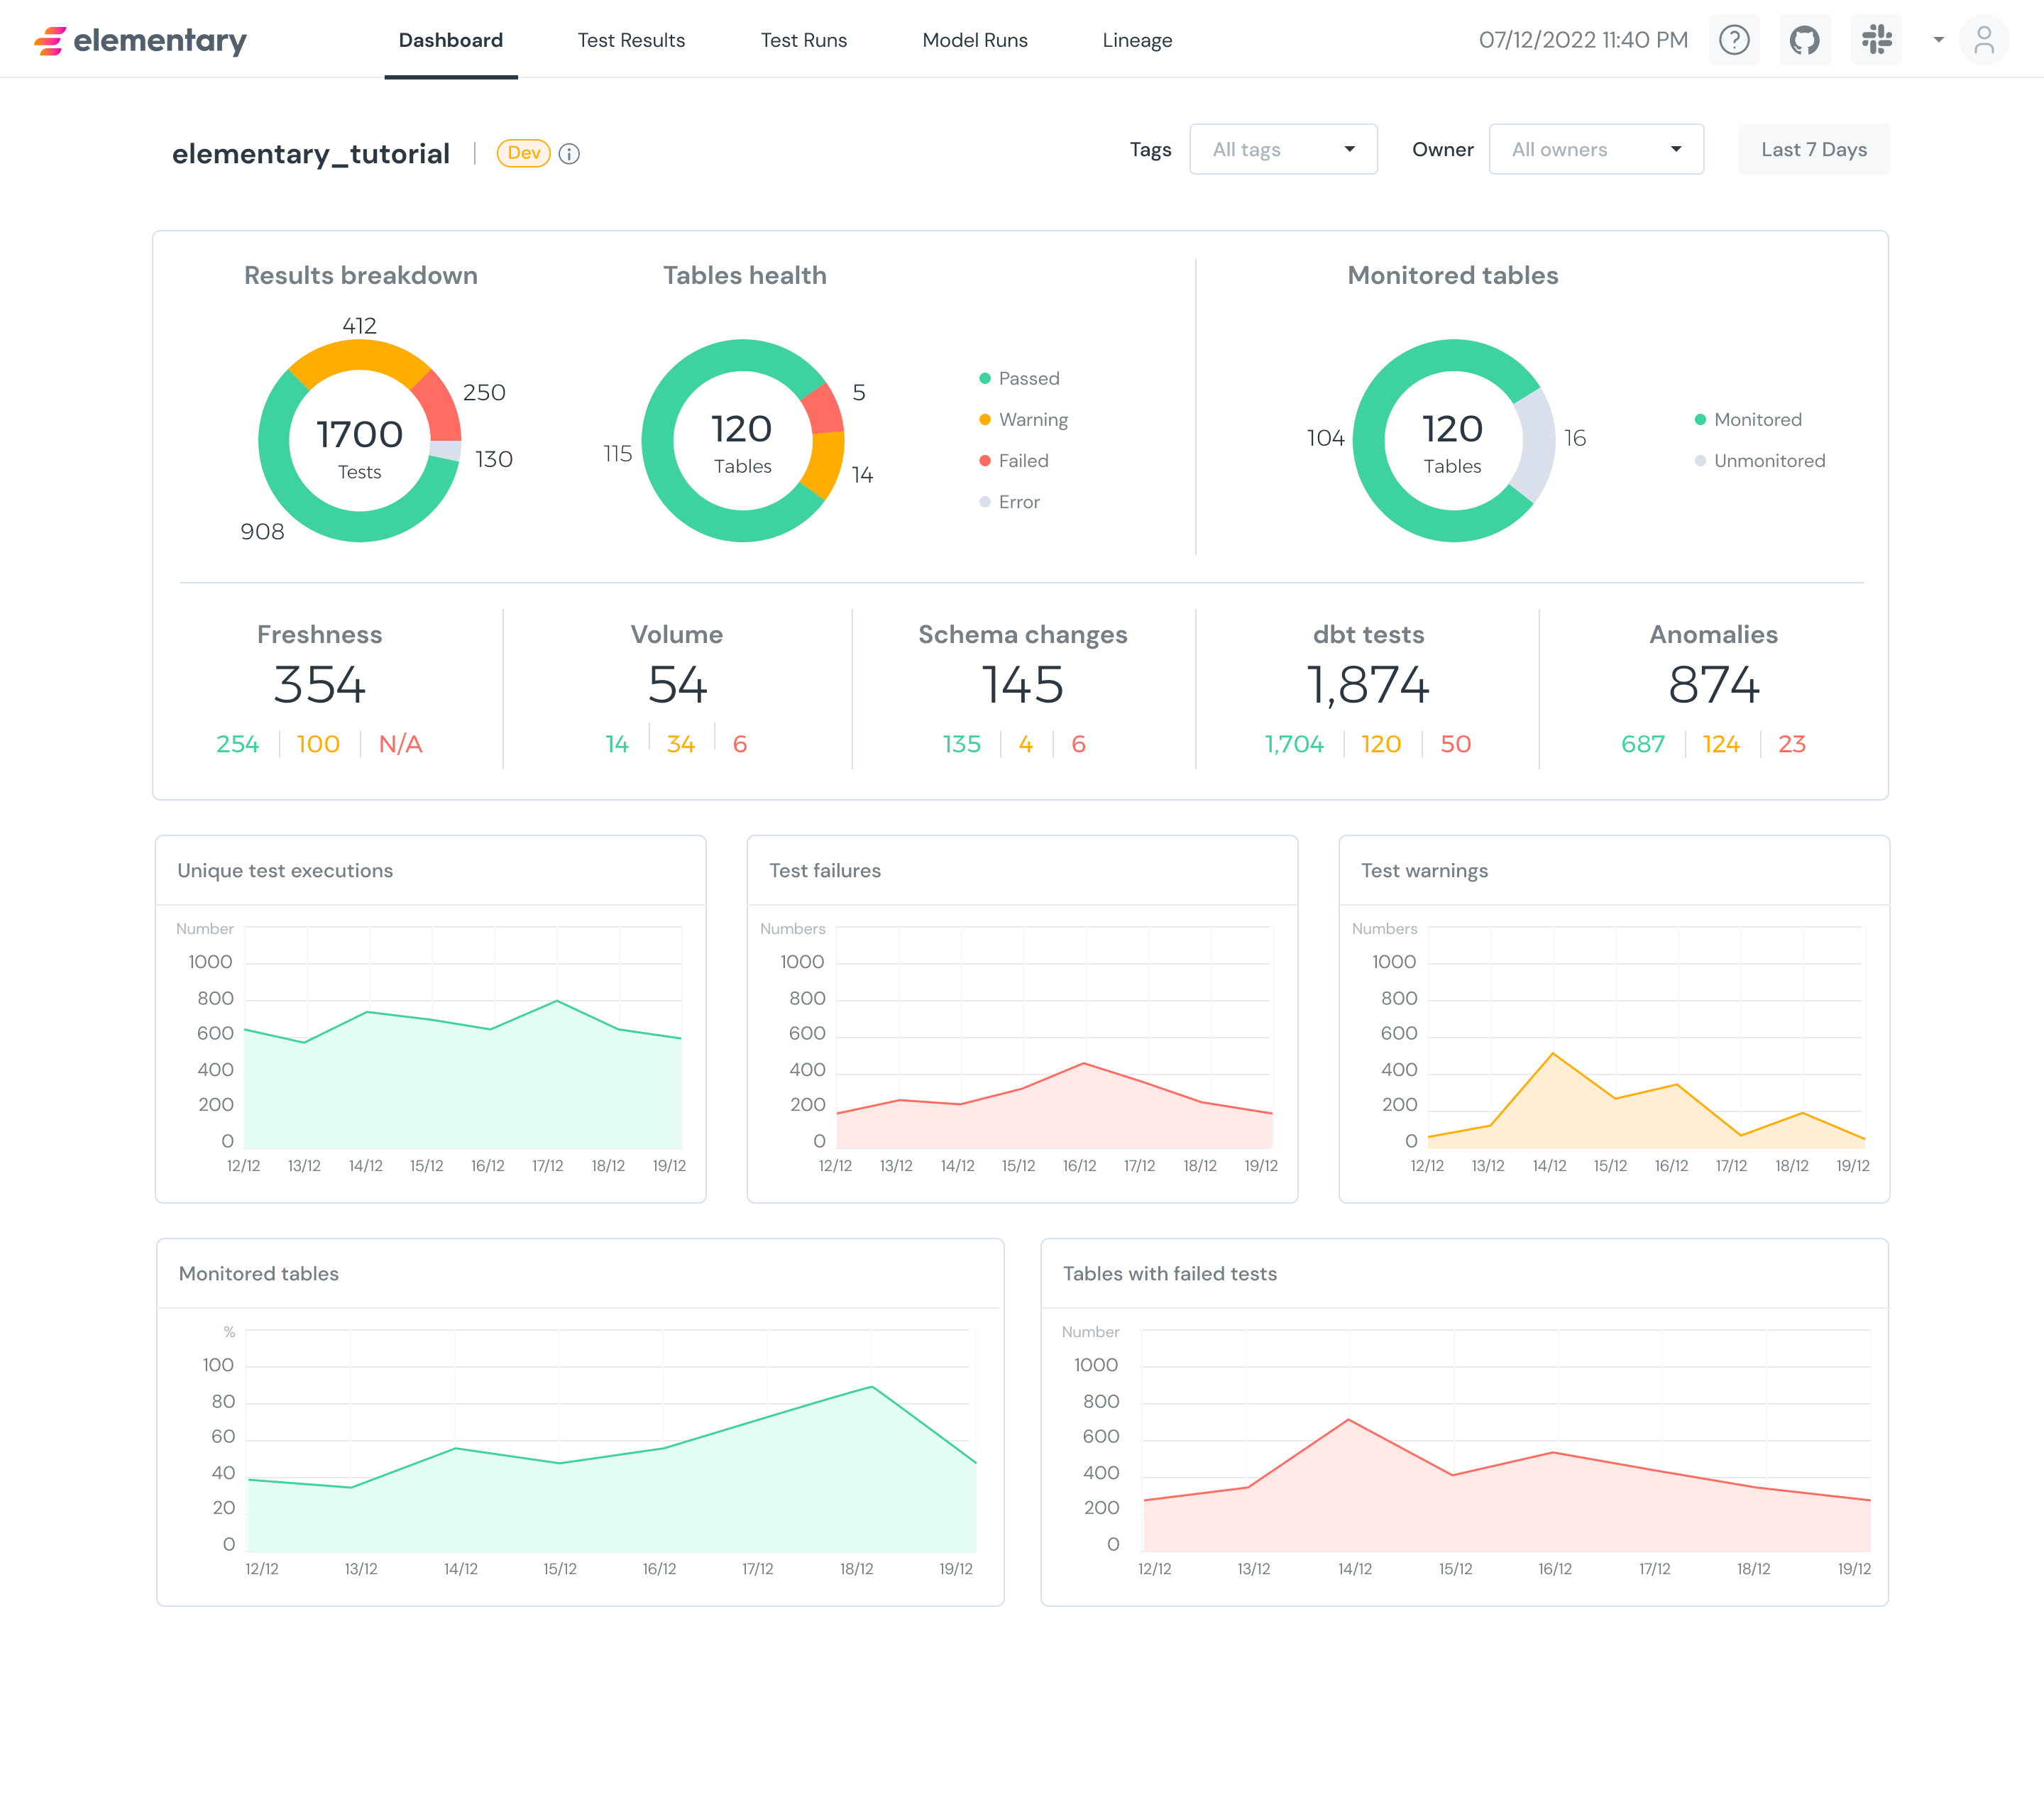 elementary
Dashboard
Test Results
Test Runs
Model Runs
Lineage
07/12/2022 11:40 PM
elementary_tutorial
Dev
Tags
All tags
Owner
All owners
Last 7 Days
Results breakdown
412
250
130
908
1700
Tests
Tables health
5
14
115
120
Tables
Passed
Warning
Failed
Error
Monitored tables
104
16
120
Tables
Monitored
Unmonitored
Freshness
354
254 100 N/A
Volume
54
14 34 6
Schema changes
145
135 4 6
dbt tests
1,874
1,704 120 50
Anomalies
874
687 124 23
Unique test executions
Number
1000
800
600
400
200
0
12/12 13/12 14/12 15/12 16/12 17/12 18/12 19/12
Test failures
Numbers
1000
800
600
400
200
0
12/12 13/12 14/12 15/12 16/12 17/12 18/12 19/12
Test warnings
Numbers
1000
800
600
400
200
0
12/12 13/12 14/12 15/12 16/12 17/12 18/12 19/12
Monitored tables
%
100
80
60
40
20
0
12/12 13/12 14/12 15/12 16/12 17/12 18/12 19/12
Tables with failed tests
Number
1000
800
600
400
200
0
12/12 13/12 14/12 15/12 16/12 17/12 18/12 19/12